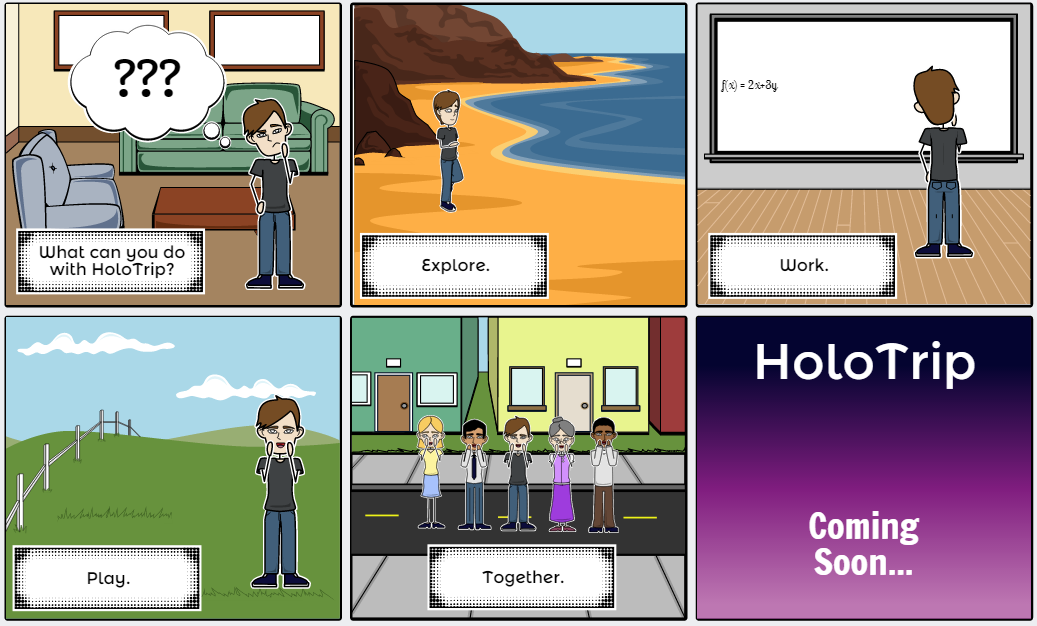 ???
What can you do
with HoloTrip?
Explore.
f(x) = 2x+3y
Work.
Play.
Together.
HoloTrip
Coming
Soon...